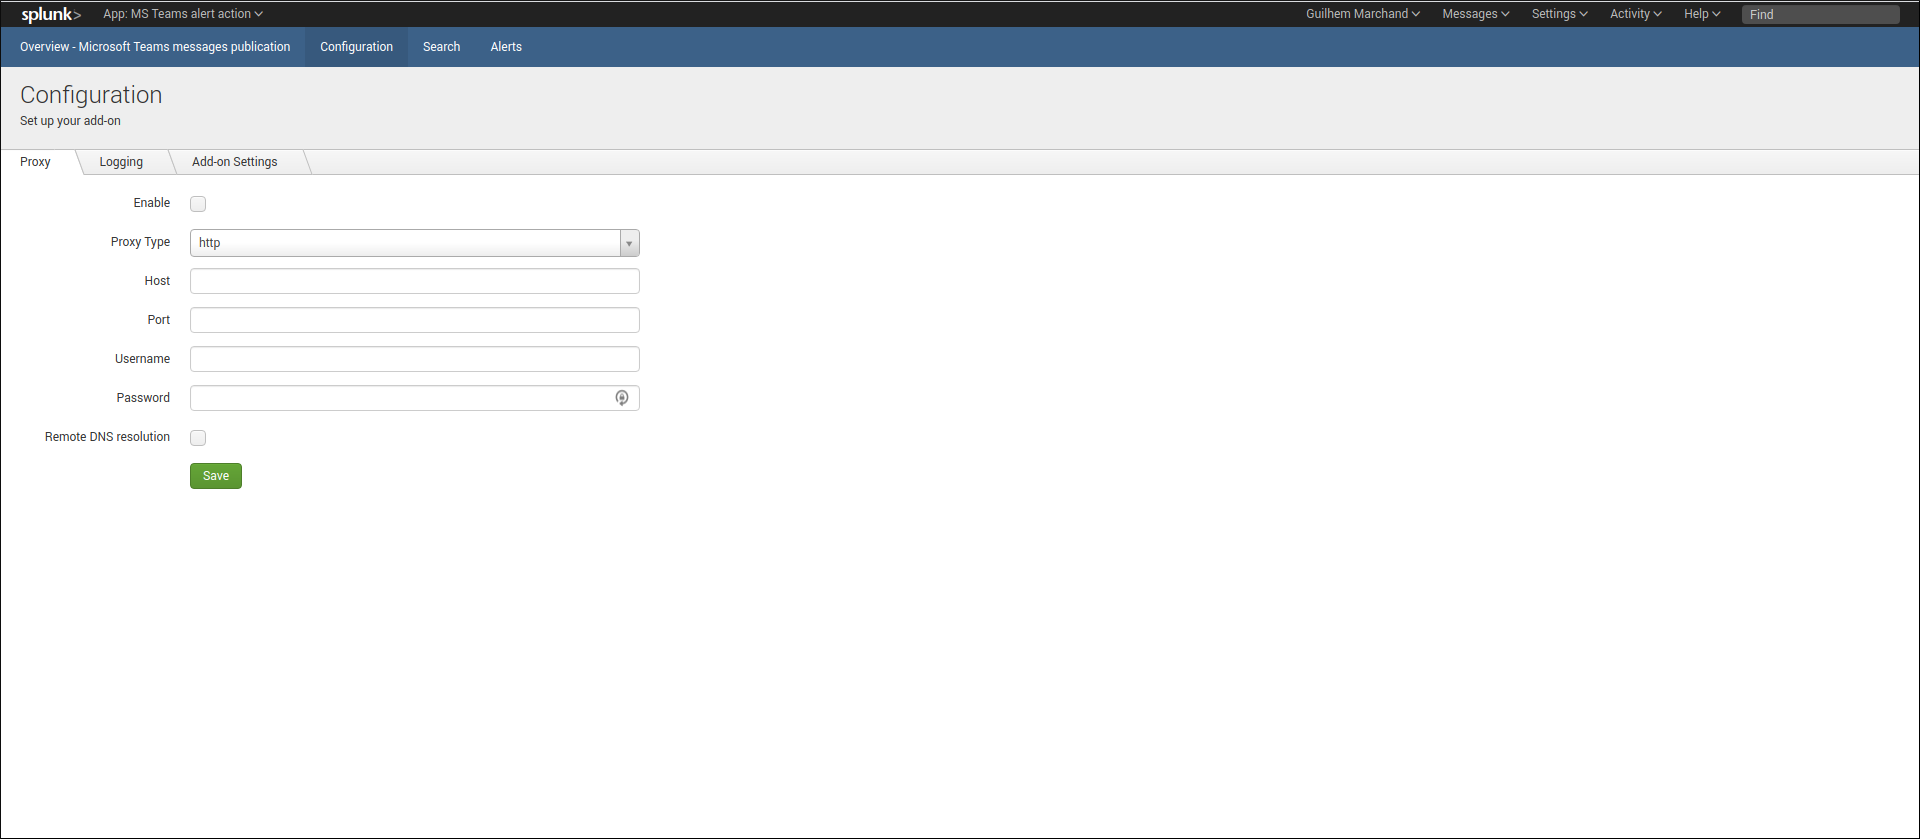 splunk> App: MS Teams alert action Guilhem Marchand Messages Settings Activity Help Find
Overview - Microsoft Teams messages publication Configuration Search Alerts
Configuration
Set up your add-on
Proxy Logging Add-on Settings
Enable
Proxy Type http
Host
Port
Username
Password
Remote DNS resolution
Save